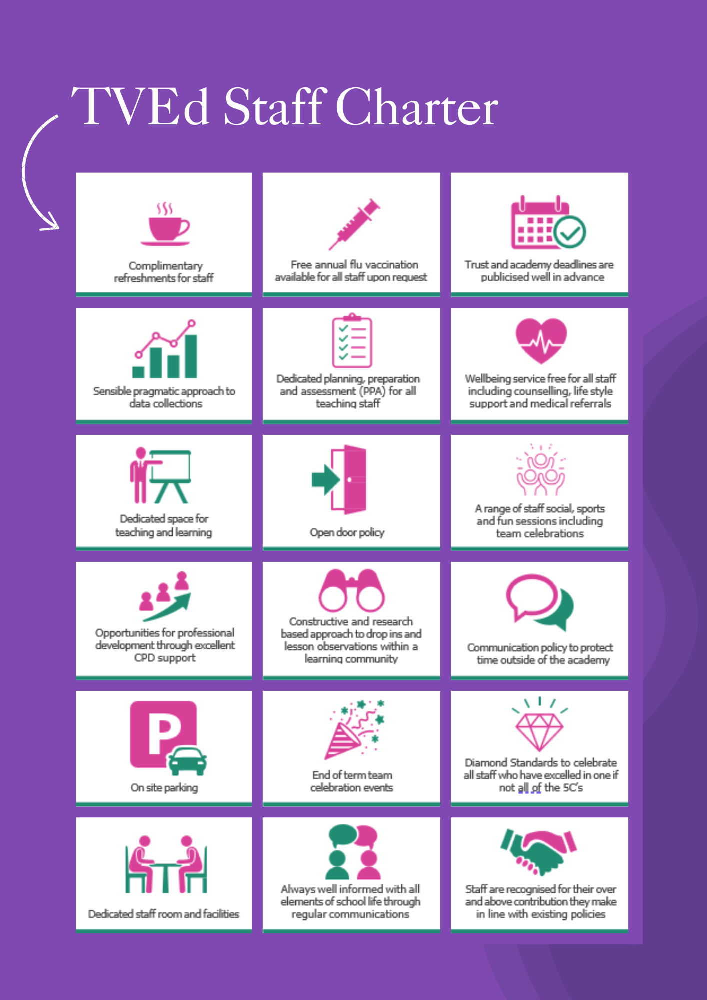 TVEd Staff Charter
Complimentary
refreshments for staff
Free annual flu vaccination
available for all staff upon request
Trust and academy deadlines are
publicised well in advance
Sensible pragmatic approach to
data collections
Dedicated planning, preparation
and assessment (PPA) for all
teaching staff
Wellbeing service free for all staff
including counselling, life style
support and medical referrals
Dedicated space for
teaching and learning
Open door policy
A range of staff social, sports
and fun sessions including
team celebrations
Opportunities for professional
development through excellent
CPD support
Constructive and research
based approach to drop ins and
lesson observations within a
learning community
Communication policy to protect
time outside of the academy
P
On site parking
End of term team
celebration events
Diamond Standards to celebrate
all staff who have excelled in one if
not all of the 5C's
Dedicated staff room and facilities
Always well informed with all
elements of school life through
regular communications
Staff are recognised for their over
and above contribution they make
in line with existing policies